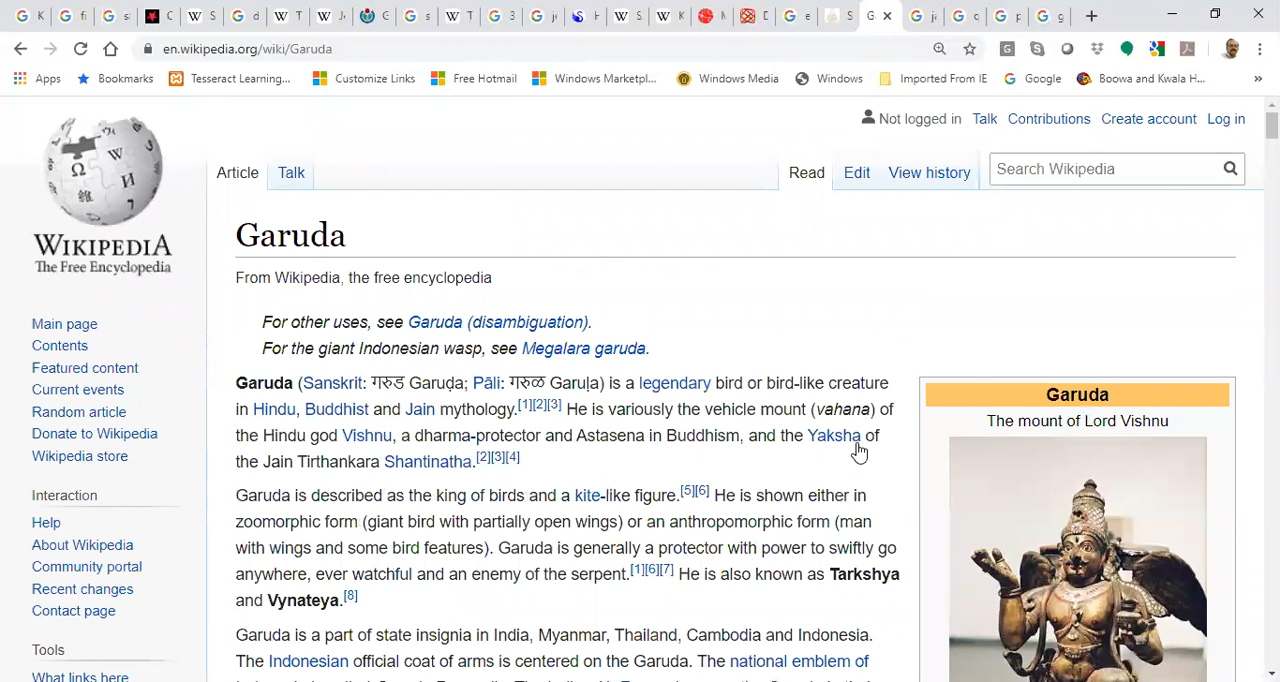 en.wikipedia.org/wiki/Garuda
Apps Bookmarks Tesseract Learning... Customize Links Free Hotmail Windows Marketpl... Windows Media Windows Imported From IE Google Boowa and Kwala H... »
Not logged in Talk Contributions Create account Log in
Article Talk Read Edit View history Search Wikipedia
WIKIPEDIA
The Free Encyclopedia
Main page
Contents
Featured content
Current events
Random article
Donate to Wikipedia
Wikipedia store
Interaction
Help
About Wikipedia
Community portal
Recent changes
Contact page
Tools
What links here
Garuda
From Wikipedia, the free encyclopedia
For other uses, see Garuda (disambiguation).
For the giant Indonesian wasp, see Megalara garuda.
Garuda (Sanskrit: गरुड Garuḍa; Pāli: गरुळ Garuḷa) is a legendary bird or bird-like creature
in Hindu, Buddhist and Jain mythology.[1][2][3] He is variously the vehicle mount (vahana) of
the Hindu god Vishnu, a dharma-protector and Astasena in Buddhism, and the Yaksha of
the Jain Tirthankara Shantinatha.[2][3][4]
Garuda is described as the king of birds and a kite-like figure.[5][6] He is shown either in
zoomorphic form (giant bird with partially open wings) or an anthropomorphic form (man
with wings and some bird features). Garuda is generally a protector with power to swiftly go
anywhere, ever watchful and an enemy of the serpent.[1][6][7] He is also known as Tarkshya
and Vynateya.[8]
Garuda is a part of state insignia in India, Myanmar, Thailand, Cambodia and Indonesia.
The Indonesian official coat of arms is centered on the Garuda. The national emblem of
Garuda
The mount of Lord Vishnu